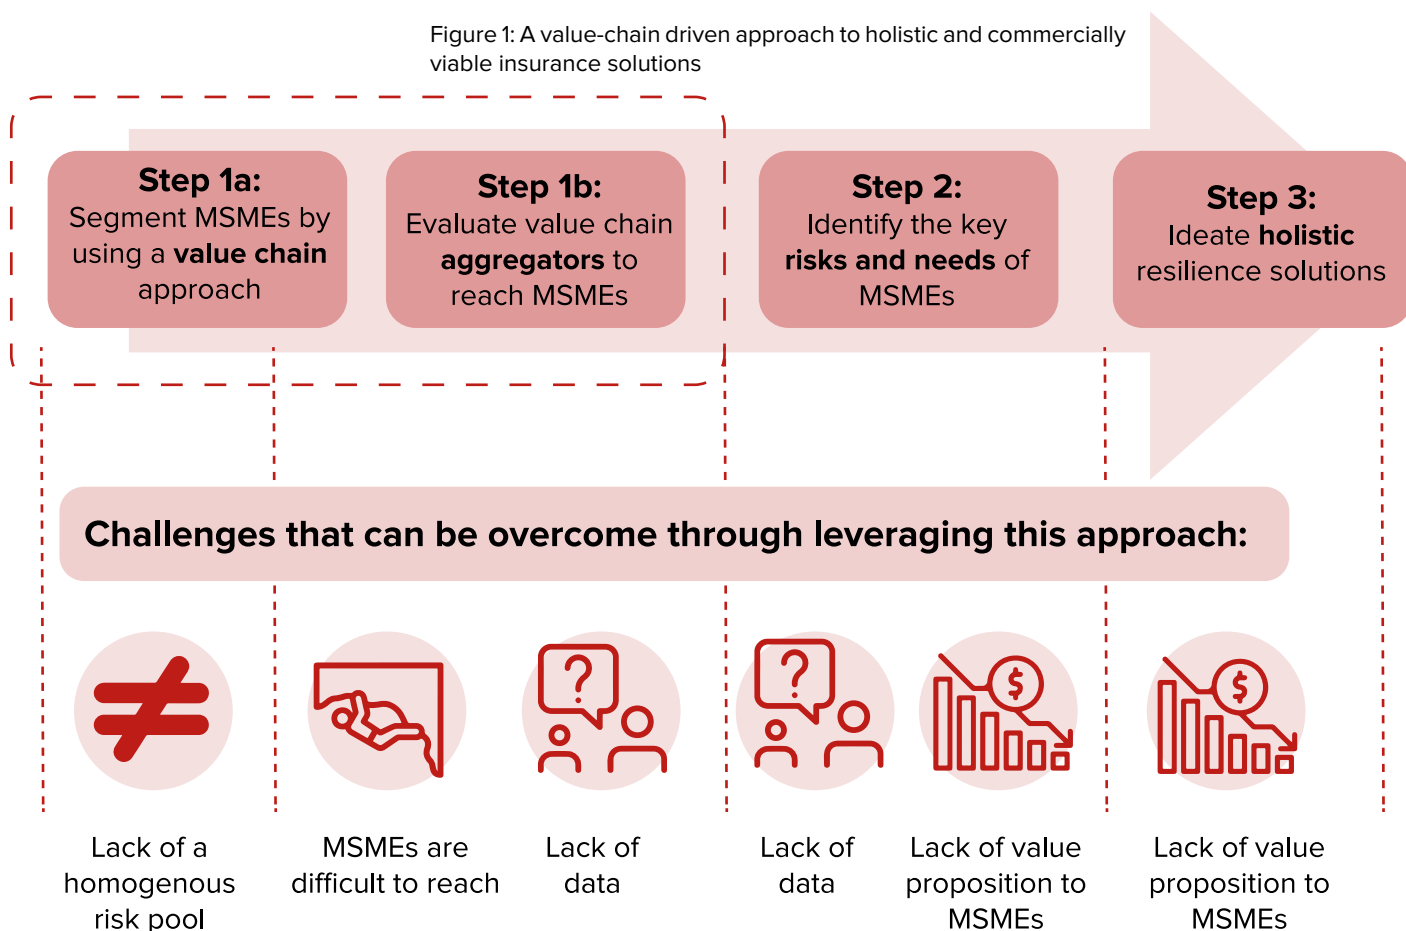 Figure 1: A value-chain driven approach to holistic and commercially
viable insurance solutions
Step 1a:
Segment MSMEs by
using a value chain
approach
Step 1b:
Evaluate value chain
aggregators to
reach MSMEs
Step 2:
Identify the key
risks and needs of
MSMEs
Step 3:
Ideate holistic
resilience solutions
Challenges that can be overcome through leveraging this approach:
?
?
$
$
Lack of a
homogenous
risk pool
MSMEs are
difficult to reach
Lack of
data
Lack of
data
Lack of value
proposition to
MSMEs
Lack of value
proposition to
MSMEs